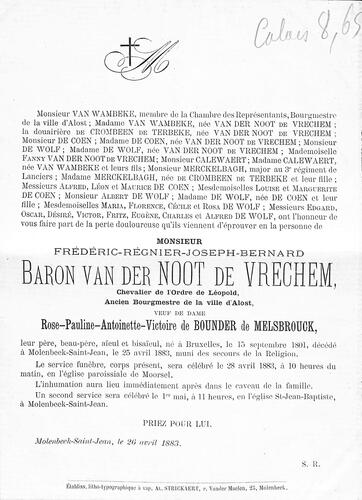 Calais 8,65
M
Monsieur VAN WAMBEKE, membre de la Chambre des Représentants, Bourgmestre
de la ville d'Alost ; Madame VAN WAMBEKE, née VAN DER NOOT DE VRECHEM ;
la douairière DE CROMBEEN DE TERBEKE, née VAN DER NOOT DE VRECHEM ;
Monsieur DE COEN ; Madame DE COEN, née VAN DER NOOT DE VRECHEM ; Monsieur
DE WOLF ; Madame DE WOLF, née VAN DER NOOT DE VRECHEM ; Mademoiselle
FANNY VAN DER NOOT DE VRECHEM ; Monsieur CALEWAERT ; Madame CALEWAERT,
née VAN WAMBEKE et leurs fils ; Monsieur MERCKELBAGH, major au 3e régiment de
Lanciers ; Madame MERCKELBAGH, née DE CROMBEEN DE TERBEKE et leur fille ;
Messieurs ALFRED, LÉON et MAURICE DE COEN ; Mesdemoiselles LOUISE et MARGUERITE
DE COEN ; Monsieur ALBERT DE WOLF ; Madame DE WOLF, née DE COEN et leur
fille ; Mesdemoiselles MARIA, FLORENCE, CÉCILE et ROSA DE WOLF ; Messieurs EDGARD,
OSCAR, DÉSIRÉ, VICTOR, FRITZ, EUGÈNE, CHARLES et ALFRED DE WOLF, ont l'honneur de
vous faire part de la perte douloureuse qu'ils viennent d'éprouver en la personne de
MONSIEUR
FRÉDÉRIC-RÉGNIER-JOSEPH-BERNARD
BARON VAN DER NOOT DE VRECHEM,
Chevalier de l'Ordre de Léopold,
Ancien Bourgmestre de la ville d'Alost,
VEUF DE DAME
Rose-Pauline-Antoinette-Victoire de BOUNDER de MELSBROUCK,
leur père, beau-père, aïeul et bisaïeul, né à Bruxelles, le 15 septembre 1801, décédé
à Molenbeek-Saint-Jean, le 25 avril 1883, muni des secours de la Religion.
Le service funèbre, corps présent, sera célébré le 28 avril 1883, à 10 heures du
matin, en l'église paroissiale de Moorsel.
L'inhumation aura lieu immédiatement après dans le caveau de la famille.
Un second service sera célébré le 1er mai, à 11 heures, en l'église St-Jean-Baptiste,
à Molenbeek-Saint-Jean.
PRIEZ POUR LUI.
Molenbeek-Saint-Jean, le 26 avril 1883.
S. R.
Établiss. litho-typographique à vap. AL. STRICKAERT, r. Vander Maelen, 25, Molenbeek.